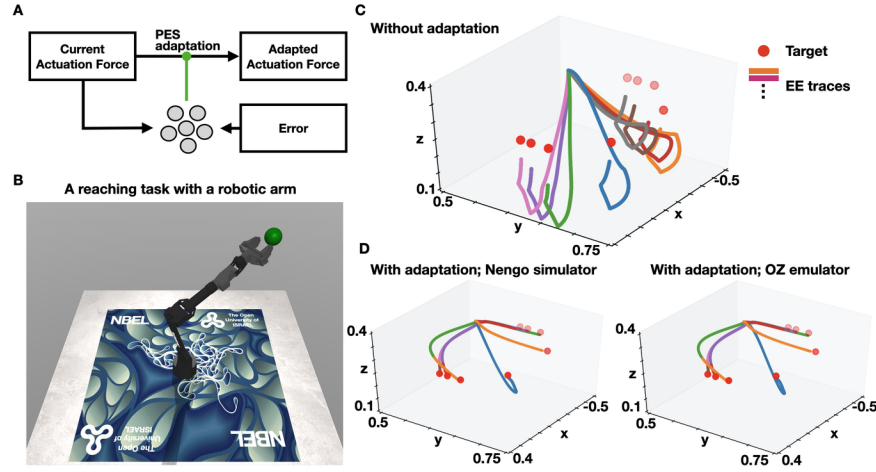 A
Current
Actuation Force
PES
adaptation
Adapted
Actuation Force
Error
B
A reaching task with a robotic arm
NBEL
The Open
University of
ISRAEL
The Open
University of
ISRAEL
NBEL
C
Without adaptation
Target
EE traces
0.4
z
0.1
0.5
y
0.75
x
-0.5
D
With adaptation; Nengo simulator
0.4
z
0.1
0.5
y
0.75
0.4
x
-0.5
With adaptation; OZ emulator
0.4
z
0.1
0.5
y
0.75
0.4
x
-0.5